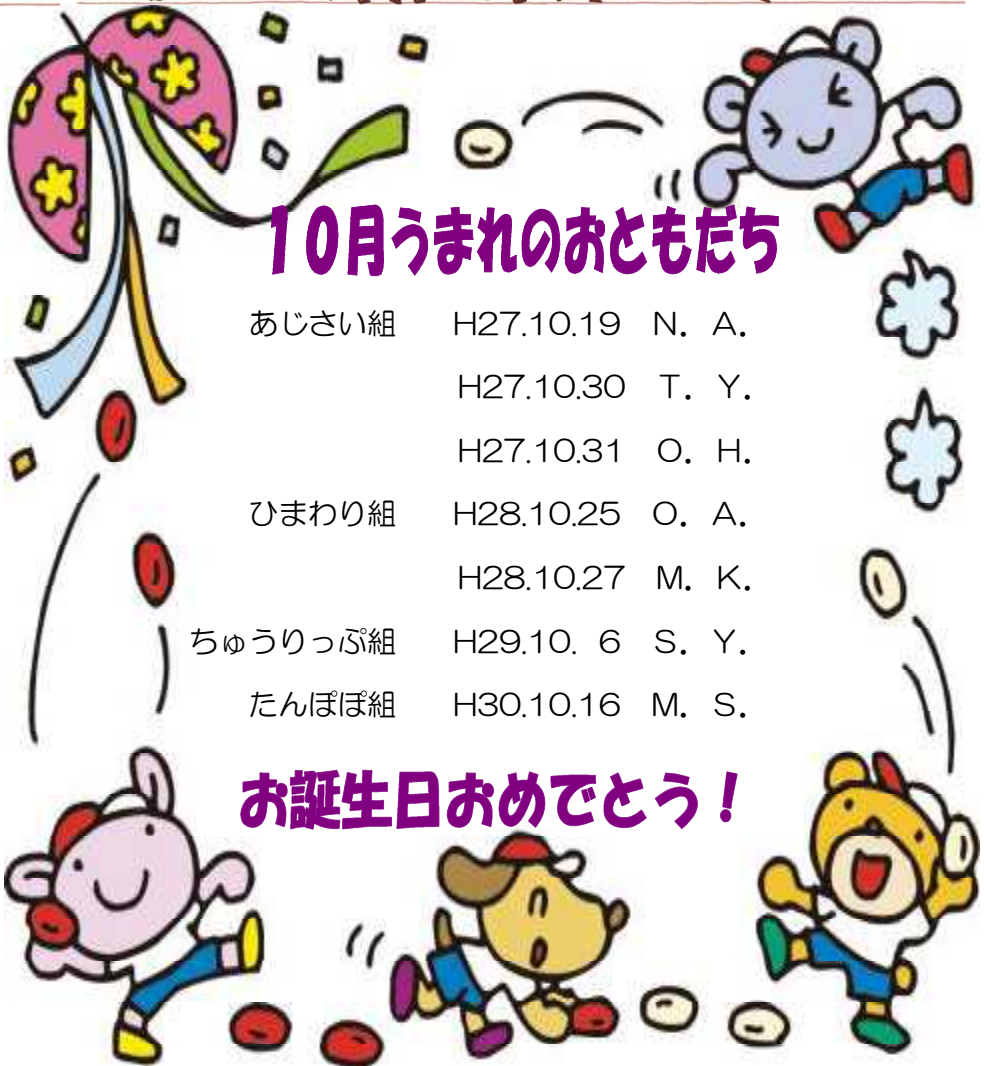 10月うまれのおともだち
あじさい組 H27.10.19 N. A.
H27.10.30 T. Y.
H27.10.31 O. H.
ひまわり組 H28.10.25 O. A.
H28.10.27 M. K.
ちゅうりっぷ組 H29.10. 6 S. Y.
たんぽぽ組 H30.10.16 M. S.
お誕生日おめでとう！